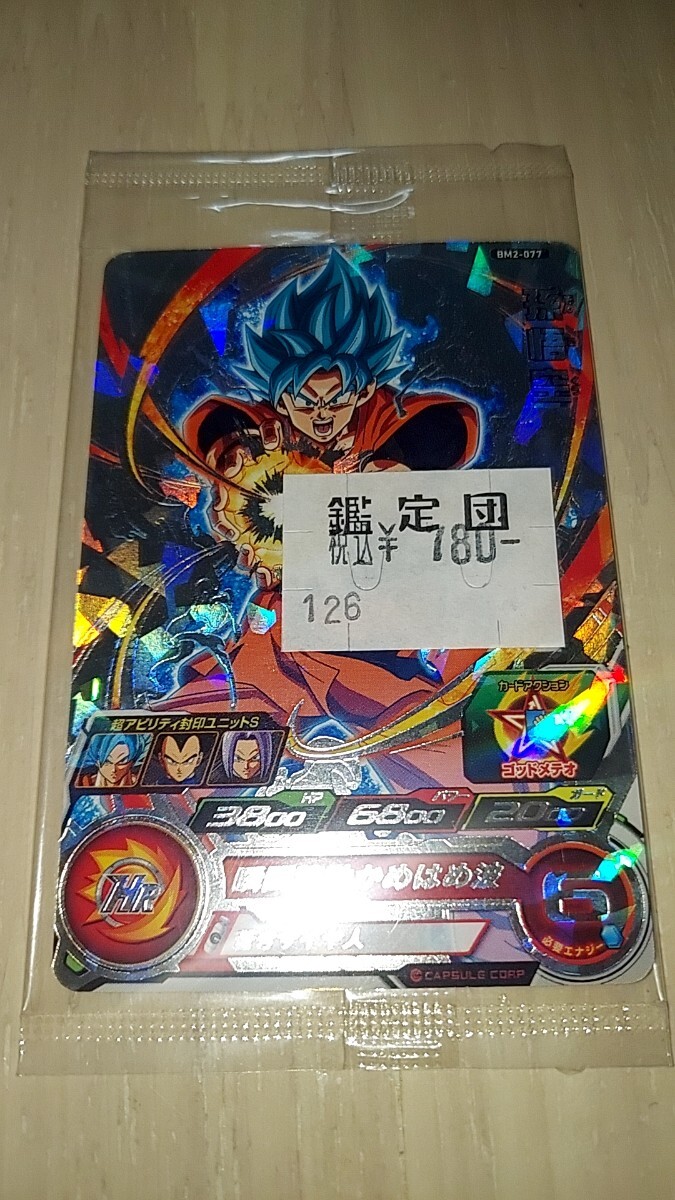 BM2-077
孫悟空
鑑定団
税込¥ 780-
126
カードアクション
ゴッドメテオ
超アビリティ封印ユニットS
HP
3800
パワー
6800
ガード
2000
HR
かめはめ波
必要エナジー
CAPSULE CORP